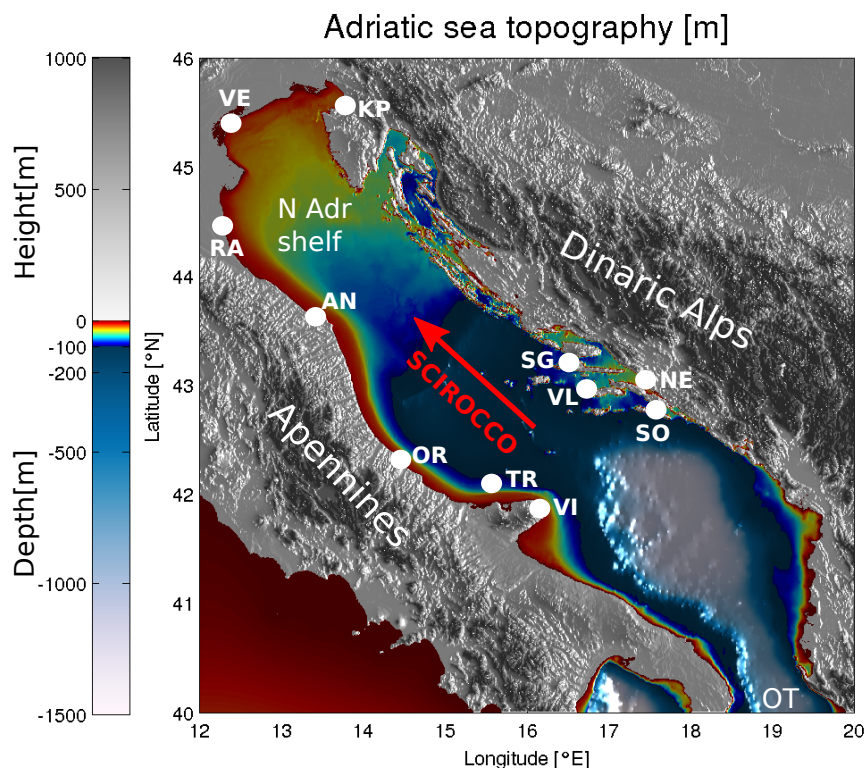 Adriatic sea topography [m]
1000
500
0
-100
-200
-500
-1000
-1500
Height[m]
Depth[m]
46
45
44
43
42
41
40
Latitude [°N]
VE
KP
N Adr
shelf
RA
Dinaric Alps
AN
SCIROCCO
SG
NE
VL
SO
Apennines
OR
TR
VI
OT
12
13
14
15
16
17
18
19
20
Longitude [°E]